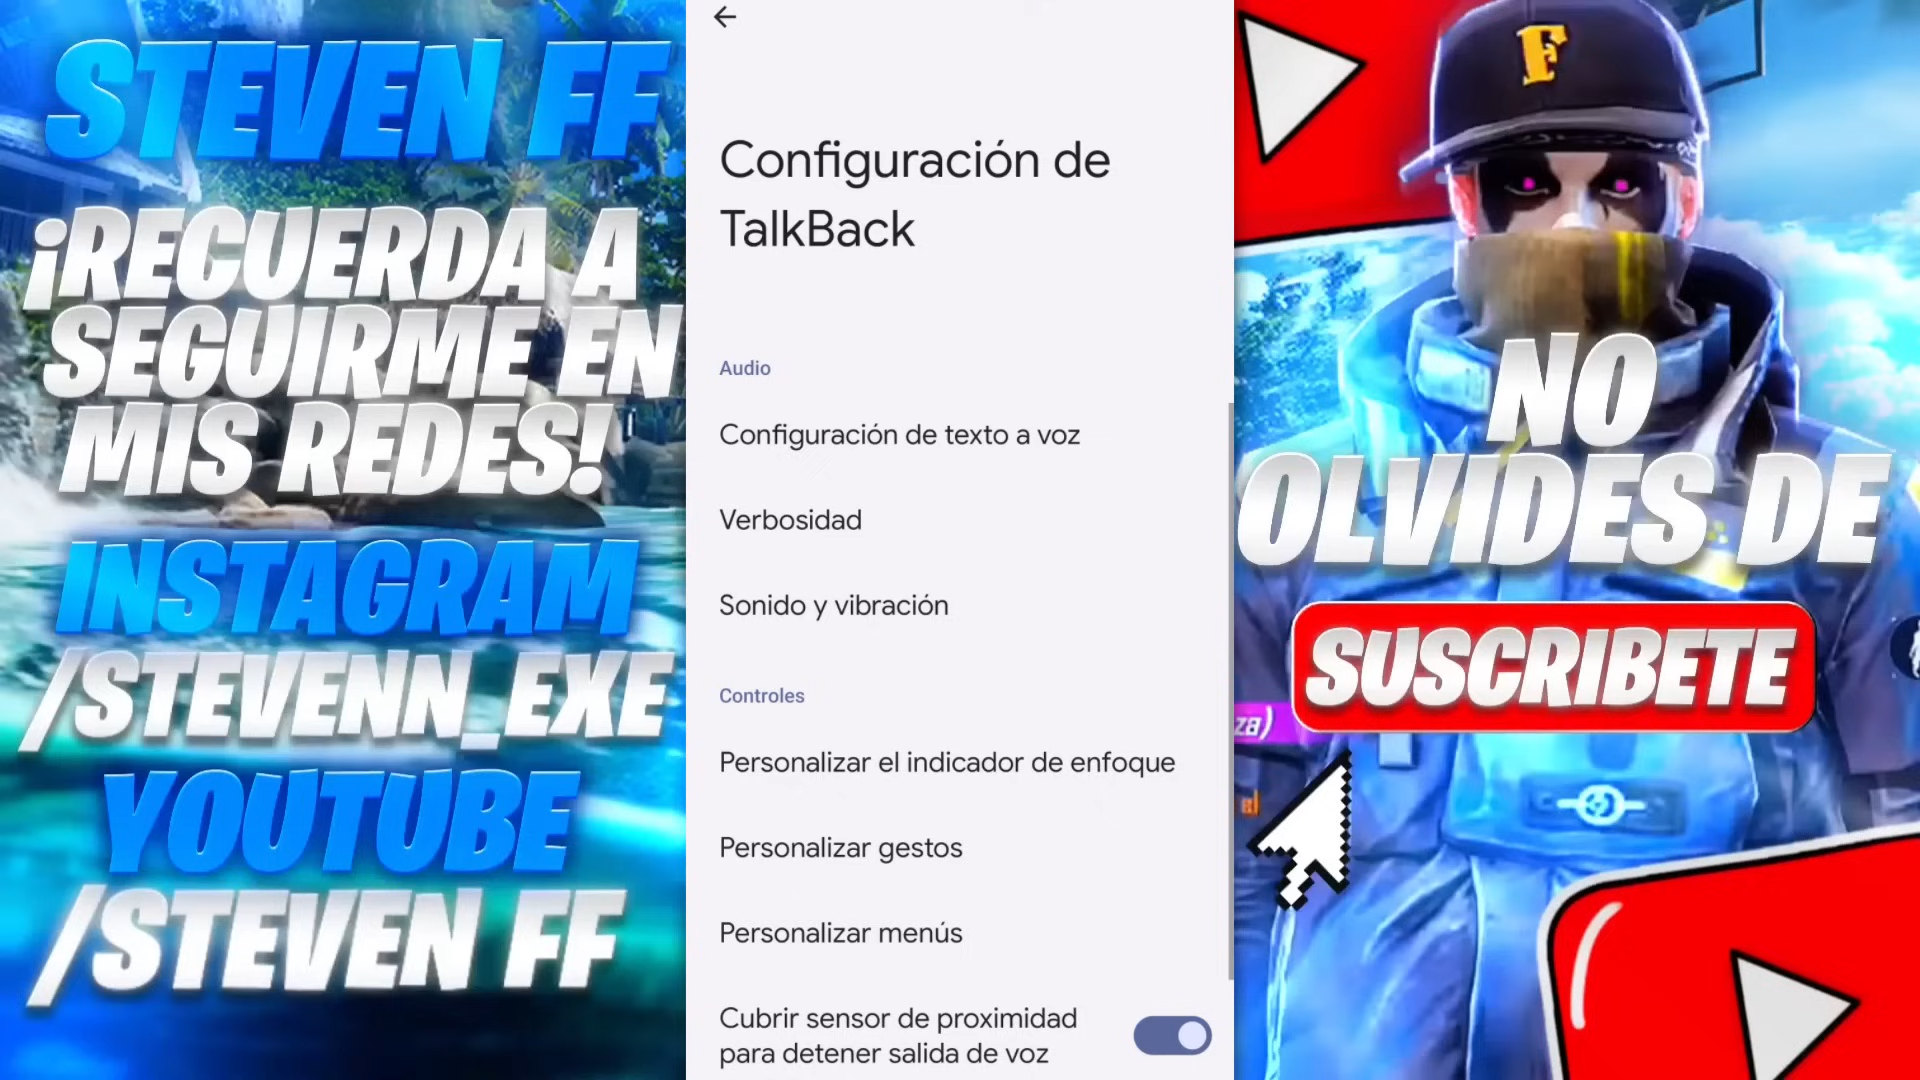 STEVEN FF
¡RECUERDA A
SEGUIRME EN
MIS REDES!
INSTAGRAM
/STEVENN_EXE
YOUTUBE
/STEVEN FF
Configuración de
TalkBack
Audio
Configuración de texto a voz
Verbosidad
Sonido y vibración
Controles
Personalizar el indicador de enfoque
Personalizar gestos
Personalizar menús
Cubrir sensor de proximidad
para detener salida de voz
F
NO
OLVIDES DE
SUSCRIBETE
za)